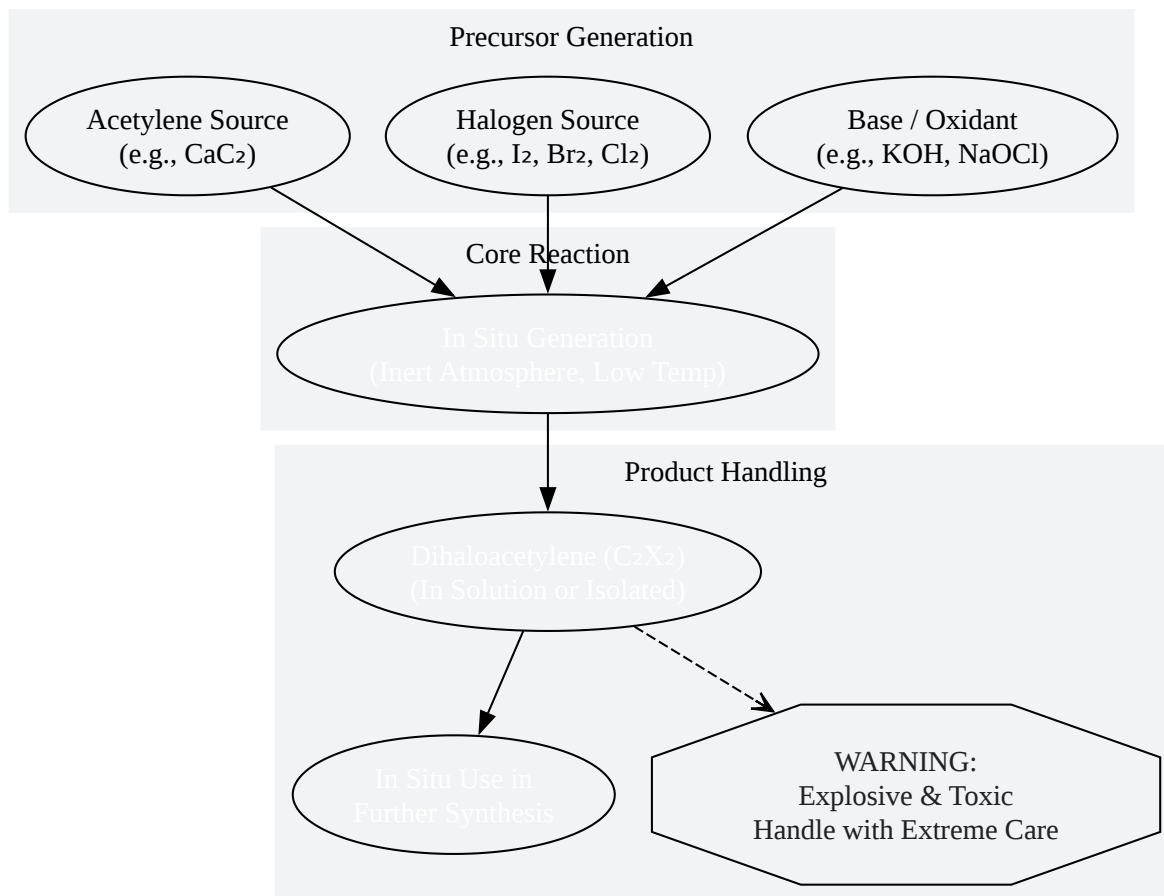 Precursor Generation
Acetylene Source
(e.g., CaC₂)
Halogen Source
(e.g., I₂, Br₂, Cl₂)
Base / Oxidant
(e.g., KOH, NaOCl)
Core Reaction
In Situ Generation
(Inert Atmosphere, Low Temp)
Product Handling
Dihaloacetylene (C₂X₂)
(In Solution or Isolated)
In Situ Use in
Further Synthesis
WARNING:
Explosive & Toxic
Handle with Extreme Care